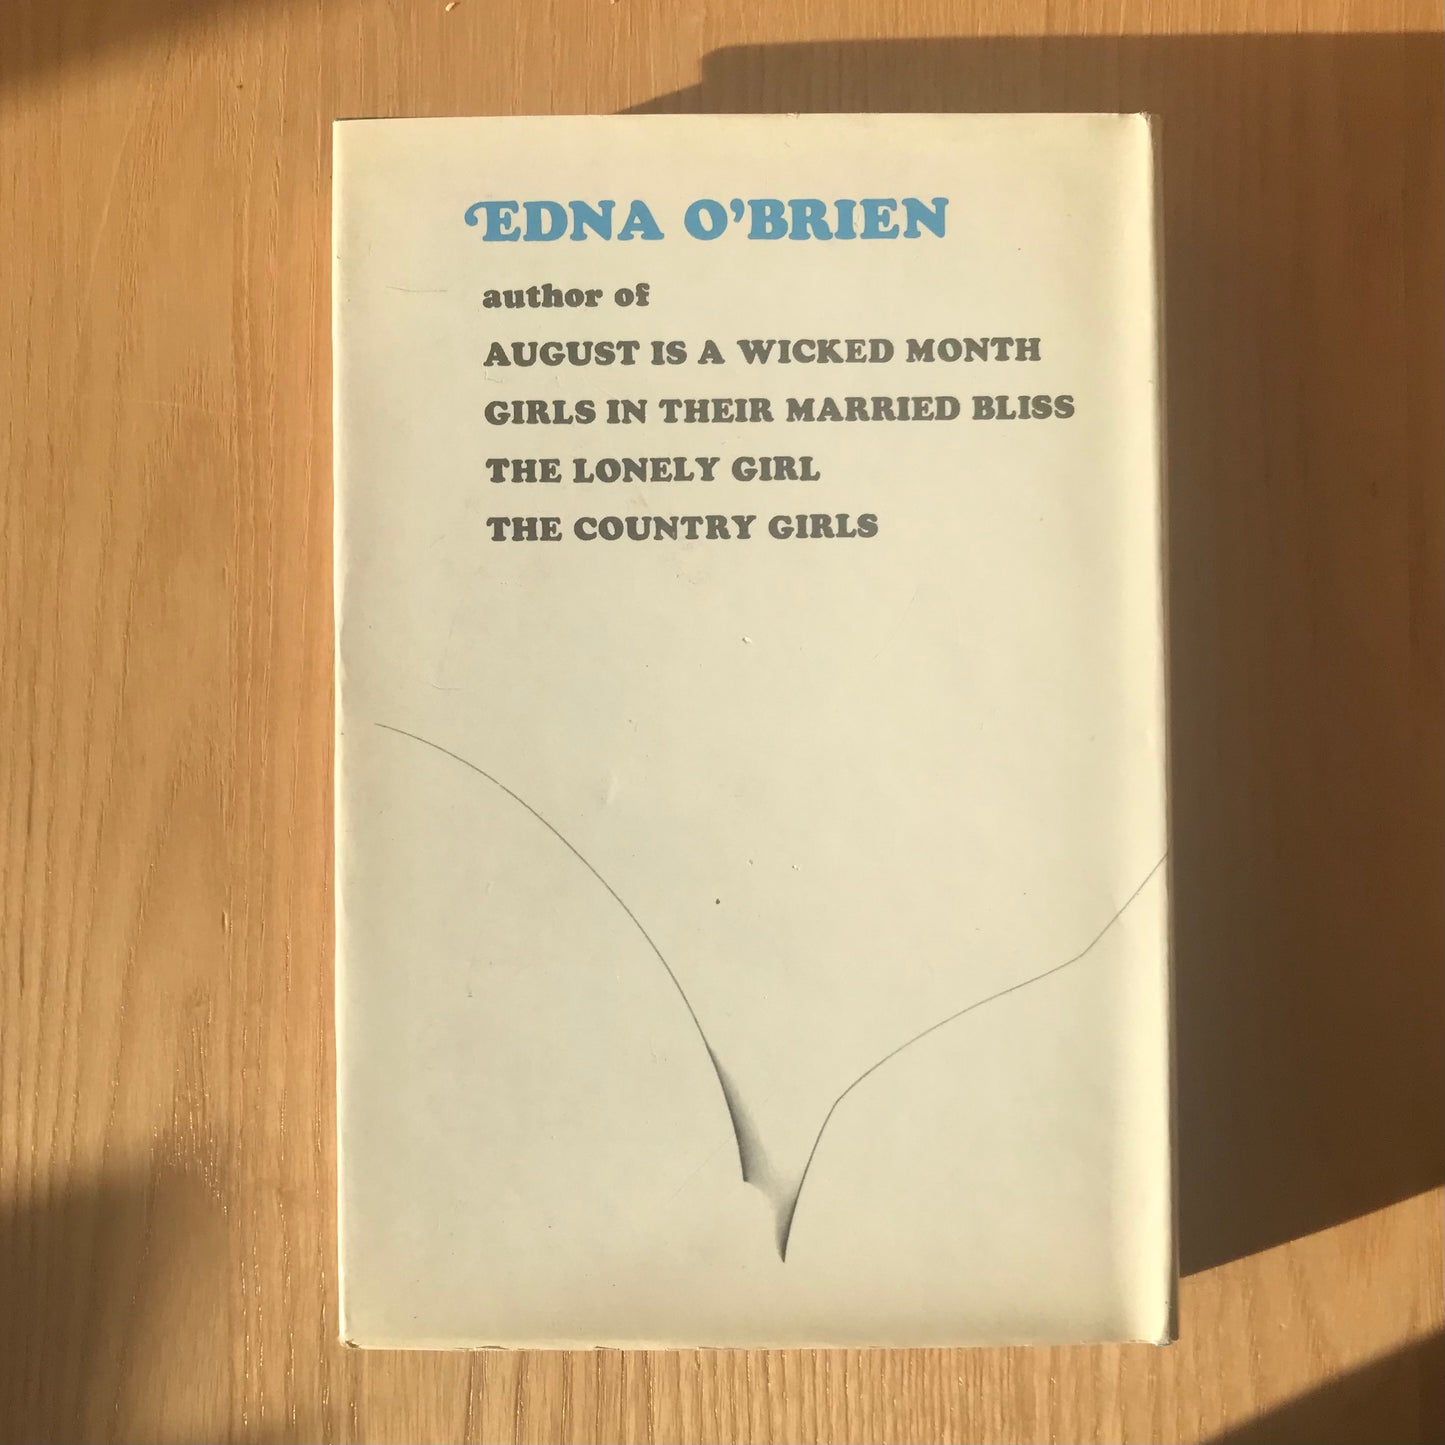 EDNA O’BRIEN
author of
AUGUST IS A WICKED MONTH
GIRLS IN THEIR MARRIED BLISS
THE LONELY GIRL
THE COUNTRY GIRLS